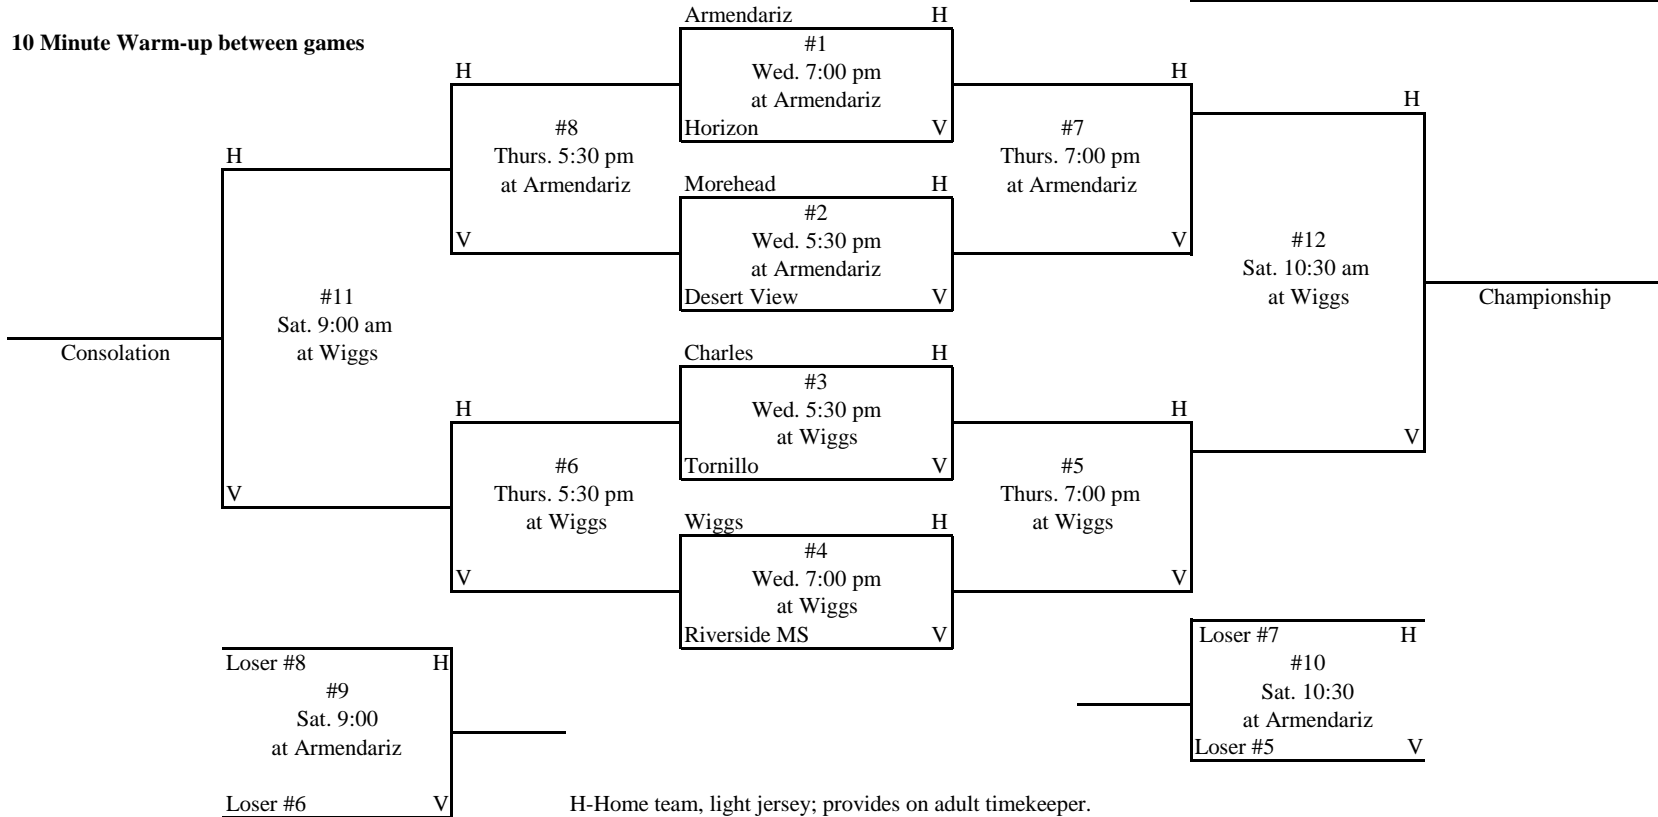 Armendariz H
10 Minute Warm-up between games
#1
H Wed. 7:00 pm H
at Armendariz H
#8 Horizon V #7
Thurs. 5:30 pm Thurs. 7:00 pm
H
at Armendariz Morehead H at Armendariz
#2
V Wed. 5:30 pm V #12
at Armendariz Sat. 10:30 am
#11 Desert View V at Wiggs Championship
Sat. 9:00 am
Consolation at Wiggs Charles H
#3
H Wed. 5:30 pm H
at Wiggs V
#6 Tornillo V #5
V Thurs. 5:30 pm Thurs. 7:00 pm
at Wiggs Wiggs H at Wiggs
#4
V Wed. 7:00 pm V
at Wiggs
Riverside MS V Loser #7 H
Loser #8 H #10
#9 Sat. 10:30
Sat. 9:00 at Armendariz
at Armendariz Loser #5 V
Loser #6 V H-Home team, light jersey; provides on adult timekeeper.